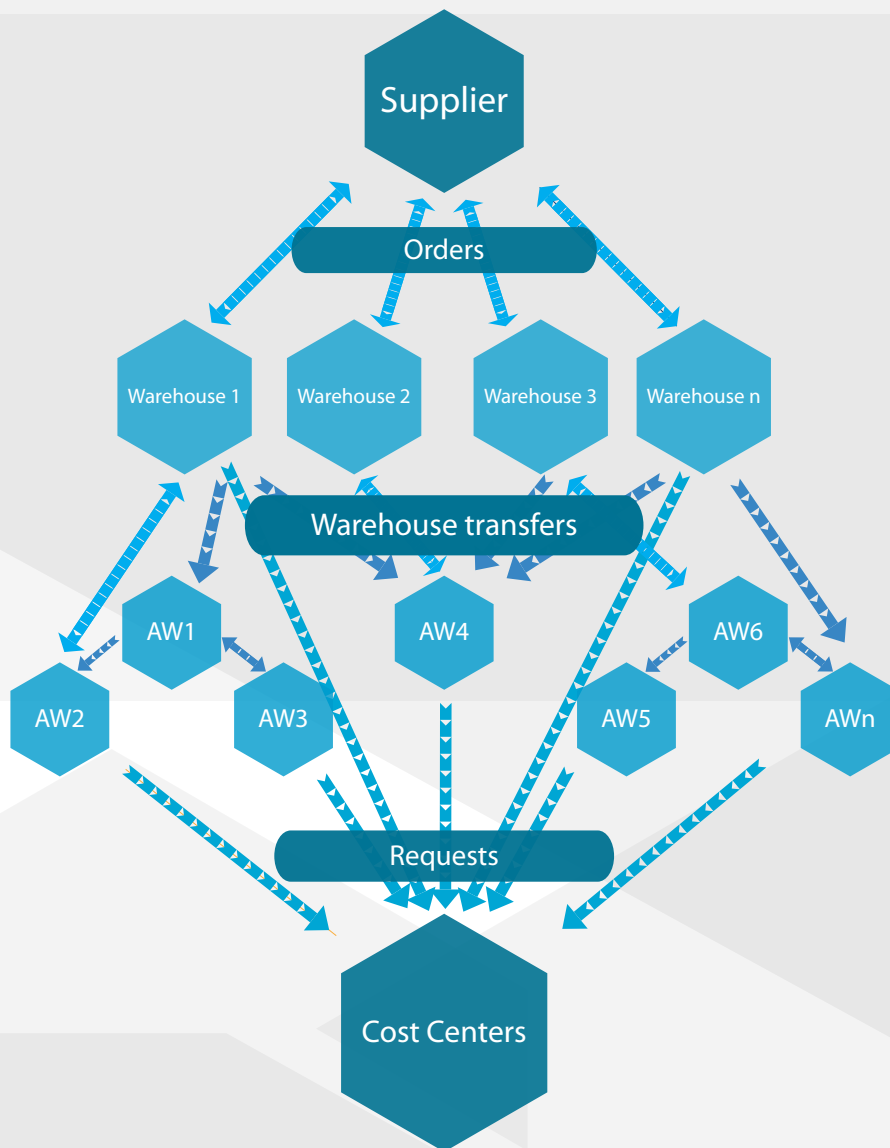 Supplier
Orders
Warehouse 1
Warehouse 2
Warehouse 3
Warehouse n
Warehouse transfers
AW1
AW4
AW6
AW2
AW3
AW5
AWn
Requests
Cost Centers